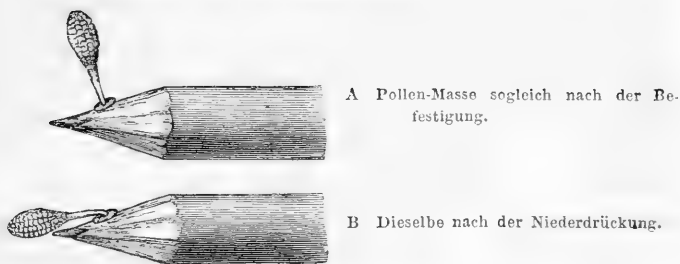 A Pollen-Masse sogleich nach der Be-
festigung.
B Dieselbe nach der Niederdrückung.